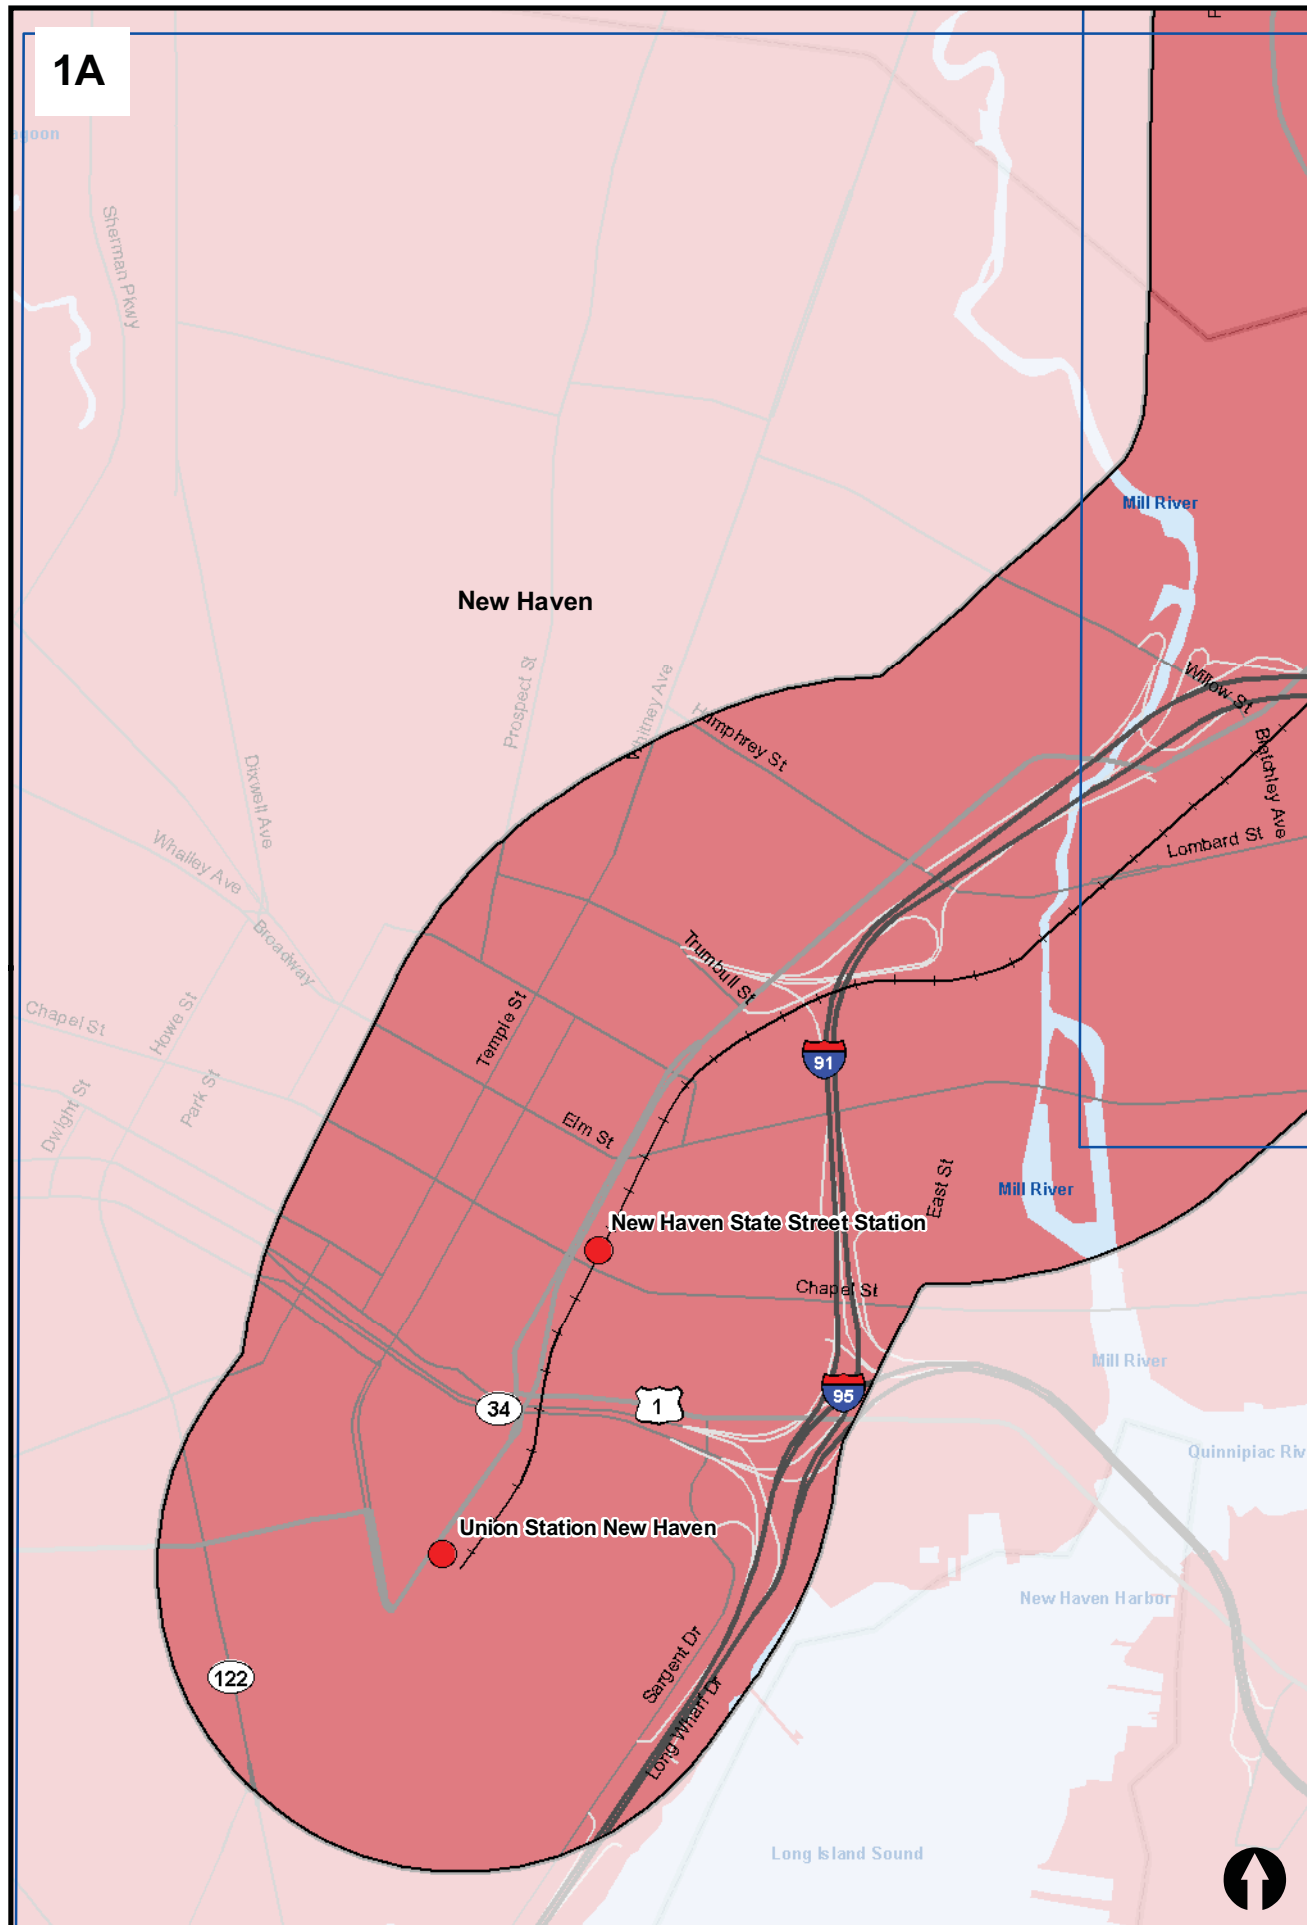 1A
agoon
Sherman Pkwy
Mill River
New Haven
Prospect St
Whitney Ave
Humphrey St
Willow St
Blatchley Ave
Lombard St
Dixwell Ave
Whalley Ave
Broadway
Trumbull St
Temple St
Chapel St
Howe St
Park St
Dwight St
91
Elm St
East St
Mill River
New Haven State Street Station
Chapel St
Mill River
95
34
1
Quinnipiac Riv
Union Station New Haven
New Haven Harbor
Sargent Dr
122
Long Wharf Dr
Long Island Sound